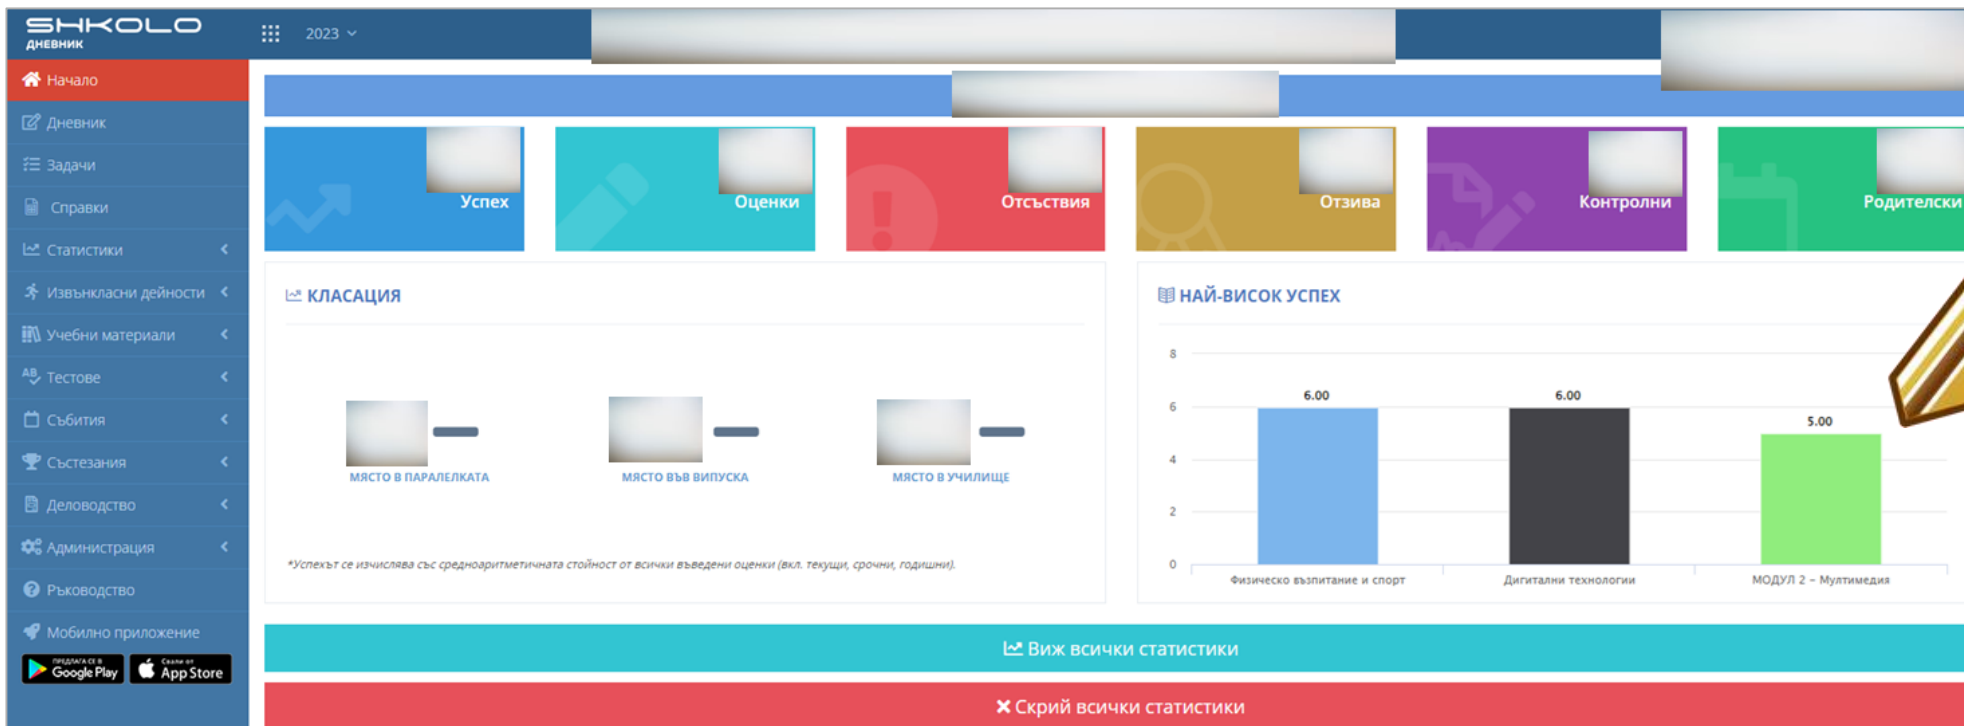 SHKOLO
ДНЕВНИК
2023
Начало
Дневник
Задачи
Справки
Статистики
Извънкласни дейности
Учебни материали
Тестове
Събития
Състезания
Деловодство
Администрация
Ръководство
Мобилно приложение
ПРЕДЛАГА СЕ В
Google Play
Свали от
App Store
Успех
Оценки
Отсъствия
Отзива
Контролни
Родителски
КЛАСАЦИЯ
МЯСТО В ПАРАЛЕЛКАТА
МЯСТО ВЪВ ВИПУСКА
МЯСТО В УЧИЛИЩЕ
*Успехът се изчислява със средноаритметичната стойност от всички въведени оценки (вкл. текущи, срочни, годишни).
НАЙ-ВИСОК УСПЕХ
8
6
4
2
0
6.00
6.00
5.00
Физическо възпитание и спорт
Дигитални технологии
МОДУЛ 2 - Мултимедия
Виж всички статистики
Скрий всички статистики